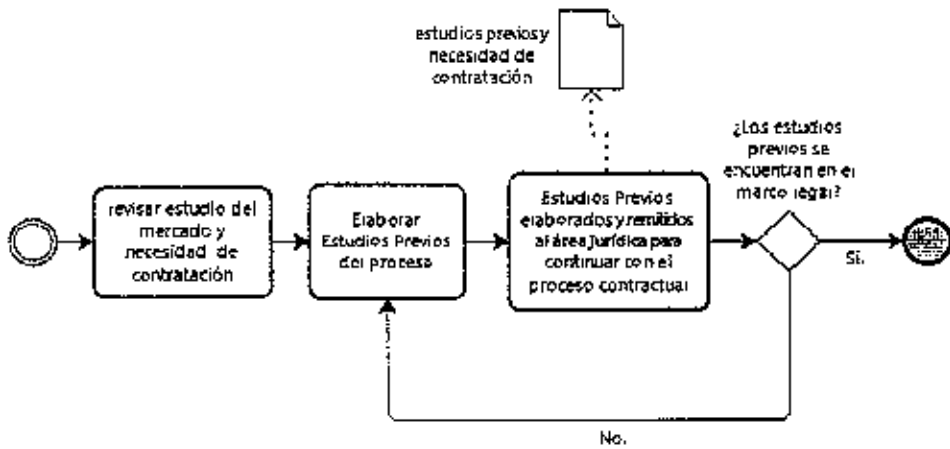 estudios previos y
necesidad de
contratación
¿Los estudios
previos se
encuentran en el
marco legal?
revisar estudio del
mercado y
necesidad de
contratación
Elaborar
Estudios Previos
del proceso
Estudios Previos
elaborados y remitidos
al área Jurídica para
continuar con el
proceso contractual
Si.
No.